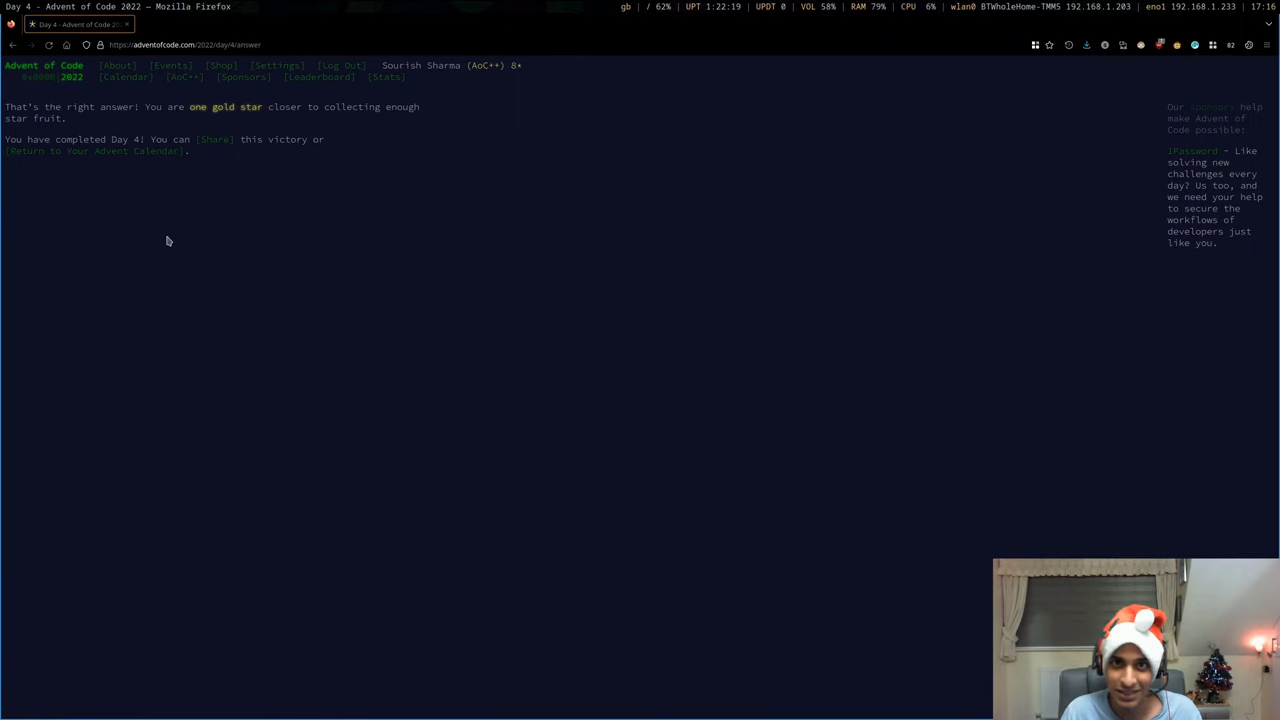 Day 4 - Advent of Code 2022 — Mozilla Firefox
gb | / 62% | UPT 1:22:19 | UPDT 0 | VOL 58% | RAM 79% | CPU 6% | wlan0 BTWholeHome-TMM5 192.168.1.203 | eno1 192.168.1.233 | 17:16
Day 4 - Advent of Code 20
https://adventofcode.com/2022/day/4/answer
82
Advent of Code [About] [Events] [Shop] [Settings] [Log Out] Sourish Sharma (AoC++) 8*
0x0000|2022 [Calendar] [AoC++] [Sponsors] [Leaderboard] [Stats]
That's the right answer! You are one gold star closer to collecting enough
star fruit.
You have completed Day 4! You can [Share] this victory or
[Return to Your Advent Calendar].
Our sponsors help
make Advent of
Code possible:
1Password - Like
solving new
challenges every
day? Us too, and
we need your help
to secure the
workflows of
developers just
like you.